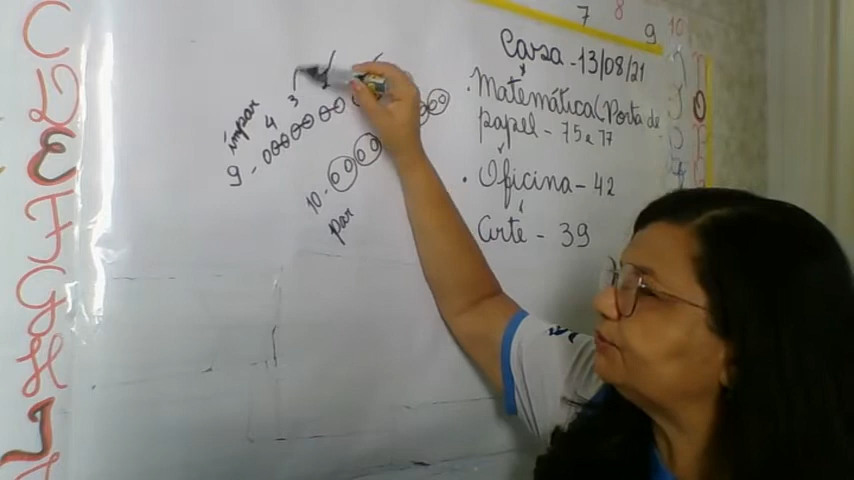 7 8 9 10
Casa - 13/08/21
. Matemática (Porta de
papel - 75 e 77
. Oficina - 42
Arte - 39
ímpar 4 3
9 -
10 -
par
C
F
G
H